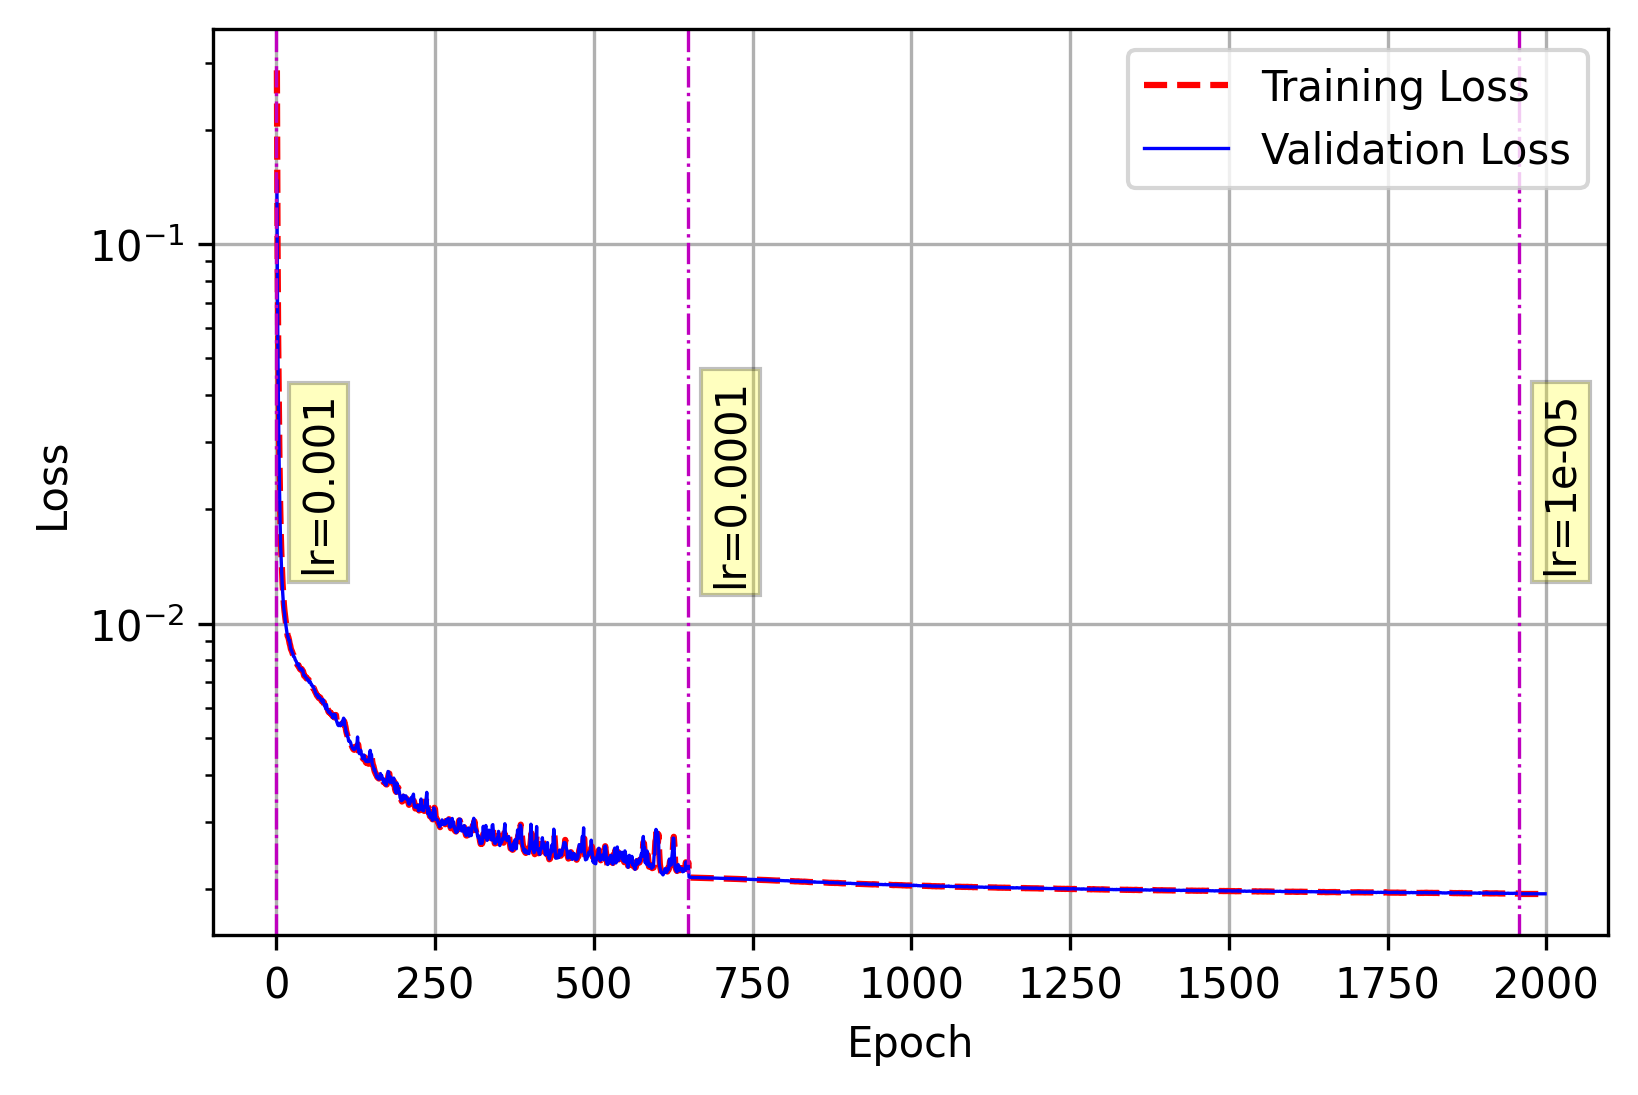 Training Loss
Validation Loss
10⁻¹
10⁻²
Loss
lr=0.001
lr=0.0001
lr=1e-05
0 250 500 750 1000 1250 1500 1750 2000
Epoch